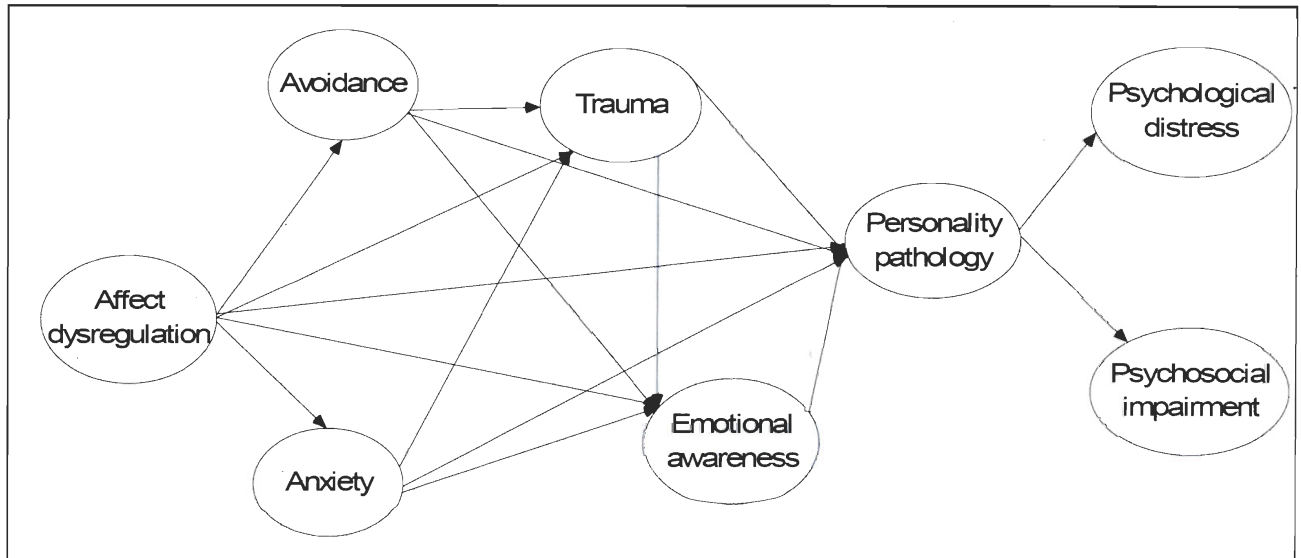 Avoidance
Trauma
Psychological
distress
Personality
pathology
Affect
dysregulation
Psychosocial
impairment
Emotional
awareness
Anxiety